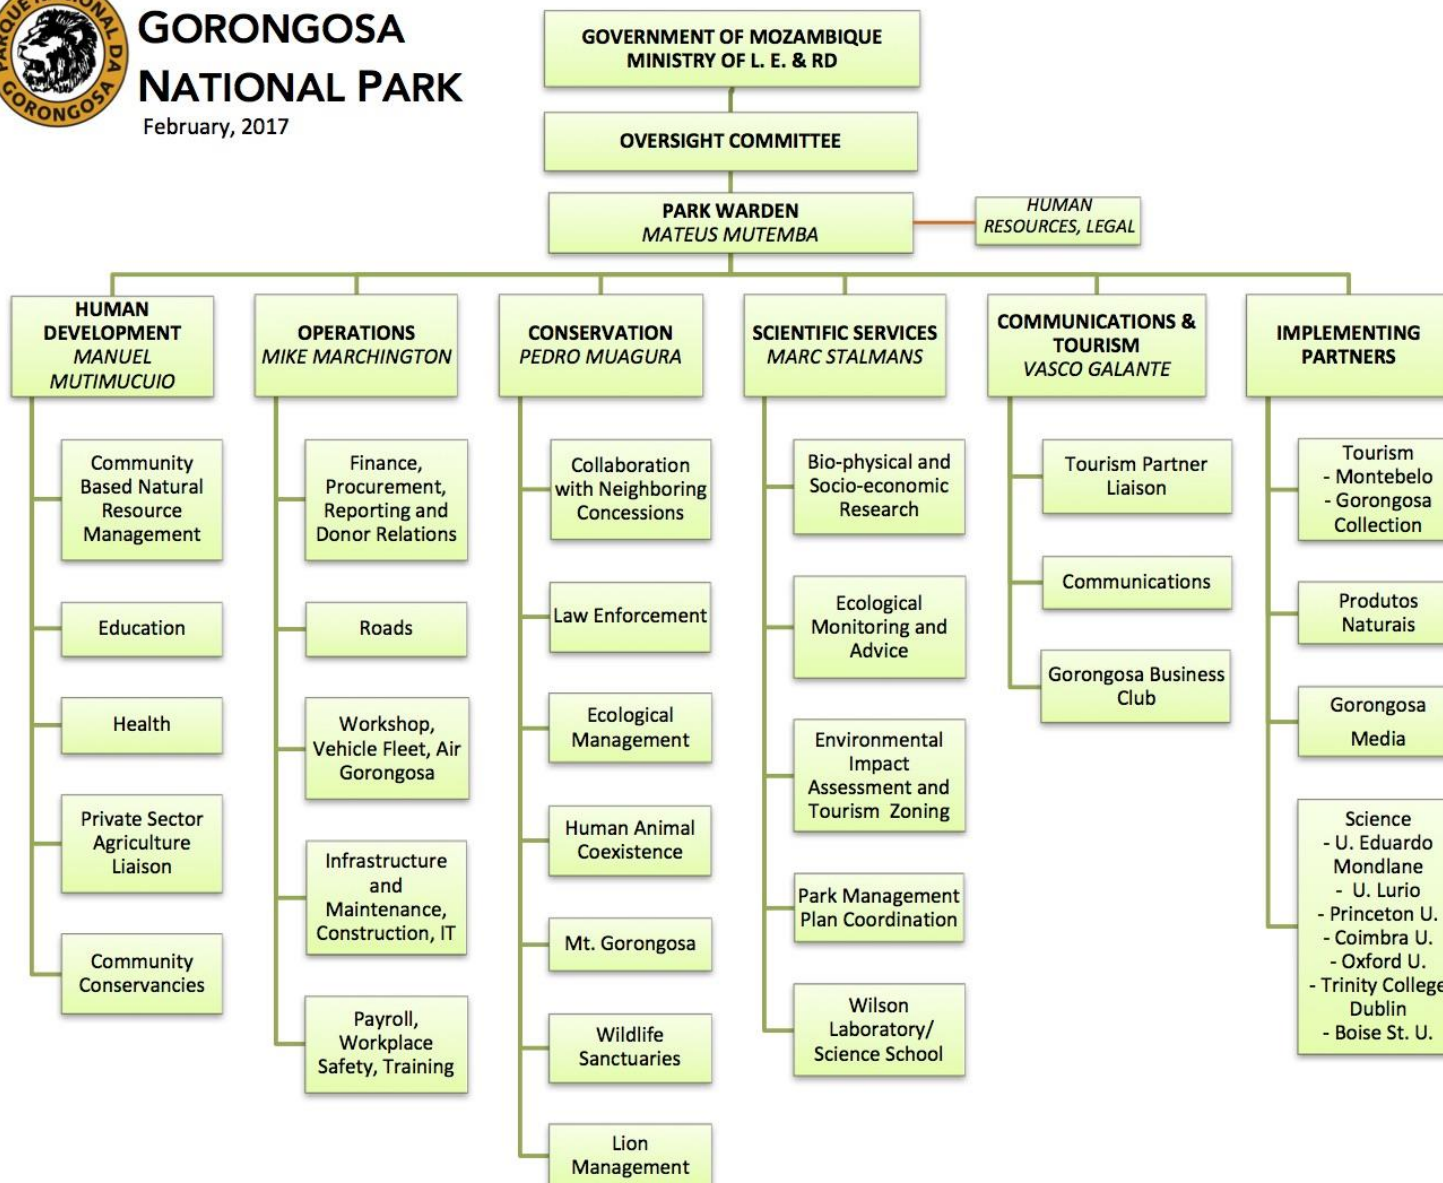 PARQUE NACIONAL DA GORONGOSA
GORONGOSA
NATIONAL PARK
February, 2017
GOVERNMENT OF MOZAMBIQUE
MINISTRY OF L. E. & RD
OVERSIGHT COMMITTEE
PARK WARDEN
MATEUS MUTEMBA
HUMAN
RESOURCES, LEGAL
HUMAN
DEVELOPMENT
MANUEL
MUTIMUCUIO
Community
Based Natural
Resource
Management
Education
Health
Private Sector
Agriculture
Liaison
Community
Conservancies
OPERATIONS
MIKE MARCHINGTON
Finance,
Procurement,
Reporting and
Donor Relations
Roads
Workshop,
Vehicle Fleet, Air
Gorongosa
Infrastructure
and
Maintenance,
Construction, IT
Payroll,
Workplace
Safety, Training
CONSERVATION
PEDRO MUAGURA
Collaboration
with Neighboring
Concessions
Law Enforcement
Ecological
Management
Human Animal
Coexistence
Mt. Gorongosa
Wildlife
Sanctuaries
Lion
Management
SCIENTIFIC SERVICES
MARC STALMANS
Bio-physical and
Socio-economic
Research
Ecological
Monitoring and
Advice
Environmental
Impact
Assessment and
Tourism Zoning
Park Management
Plan Coordination
Wilson
Laboratory/
Science School
COMMUNICATIONS &
TOURISM
VASCO GALANTE
Tourism Partner
Liaison
Communications
Gorongosa Business
Club
IMPLEMENTING
PARTNERS
Tourism
- Montebelo
- Gorongosa
Collection
Produtos
Naturais
Gorongosa
Media
Science
- U. Eduardo
Mondlane
- U. Lurio
- Princeton U.
- Coimbra U.
- Oxford U.
- Trinity College
Dublin
- Boise St. U.